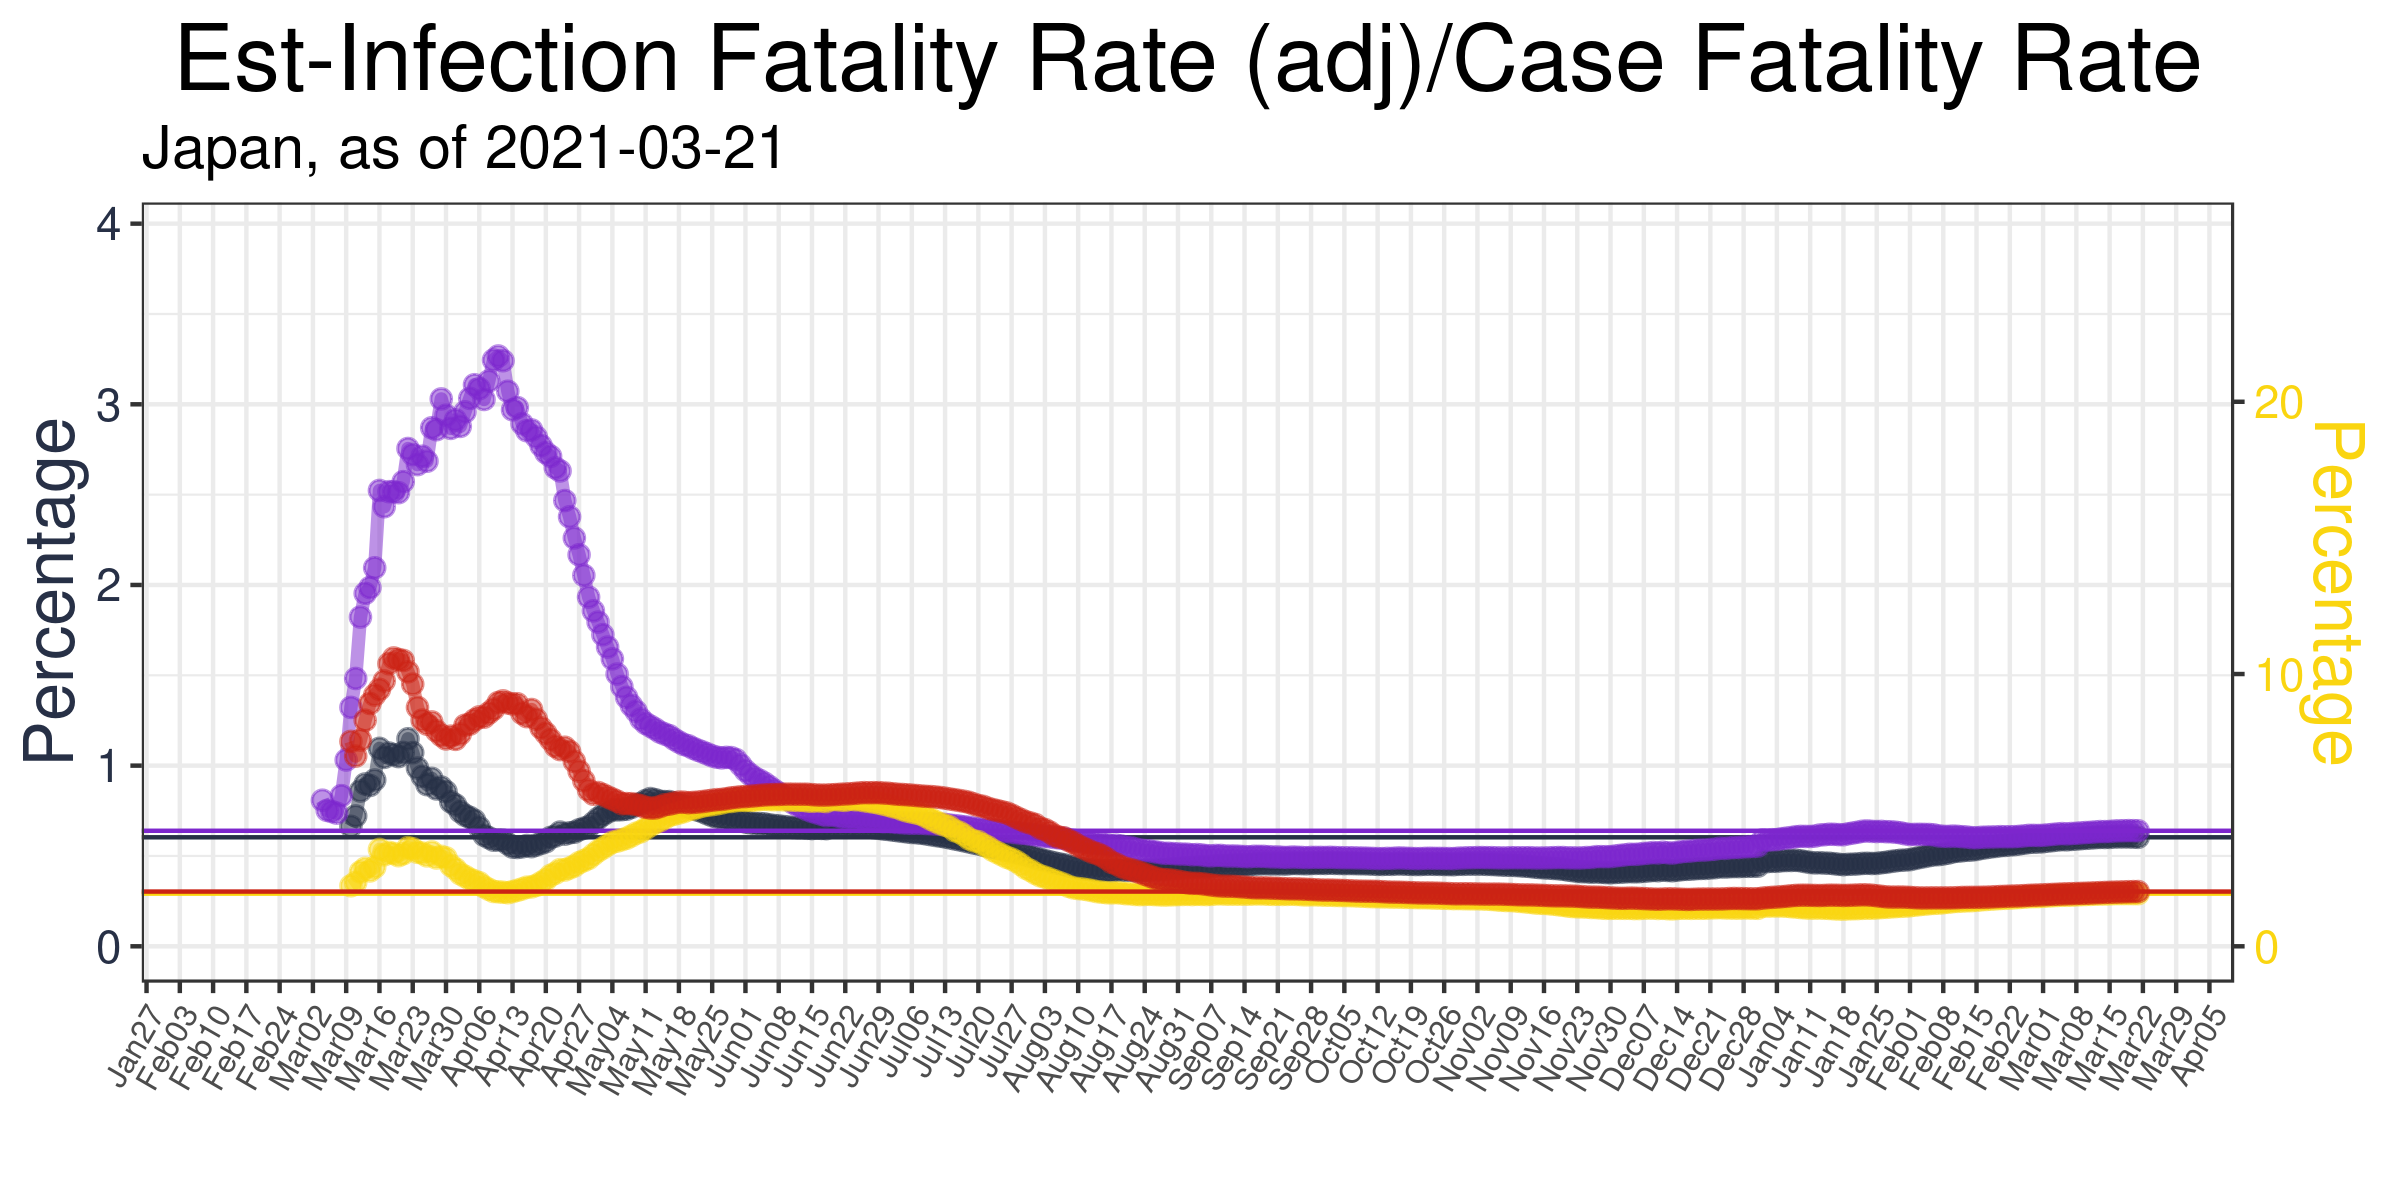 Est-Infection Fatality Rate (adj)/Case Fatality Rate
Japan, as of 2021-03-21
Percentage
4
3
2
1
0
20
10
0
Percentage
Jan27
Feb03
Feb10
Feb17
Feb24
Mar02
Mar09
Mar16
Mar23
Mar30
Apr06
Apr13
Apr20
Apr27
May04
May11
May18
May25
Jun01
Jun08
Jun15
Jun22
Jun29
Jul06
Jul13
Jul20
Jul27
Aug03
Aug10
Aug17
Aug24
Aug31
Sep07
Sep14
Sep21
Sep28
Oct05
Oct12
Oct19
Oct26
Nov02
Nov09
Nov16
Nov23
Nov30
Dec07
Dec14
Dec21
Dec28
Jan04
Jan11
Jan18
Jan25
Feb01
Feb08
Feb15
Feb22
Mar01
Mar08
Mar15
Mar22
Mar29
Apr05